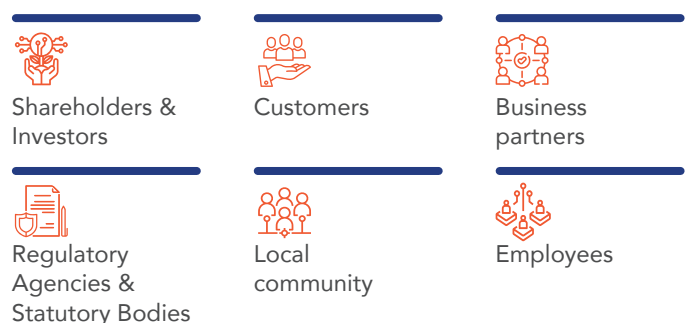 Shareholders &
Investors
Customers
Business
partners
Regulatory
Agencies &
Statutory Bodies
Local
community
Employees